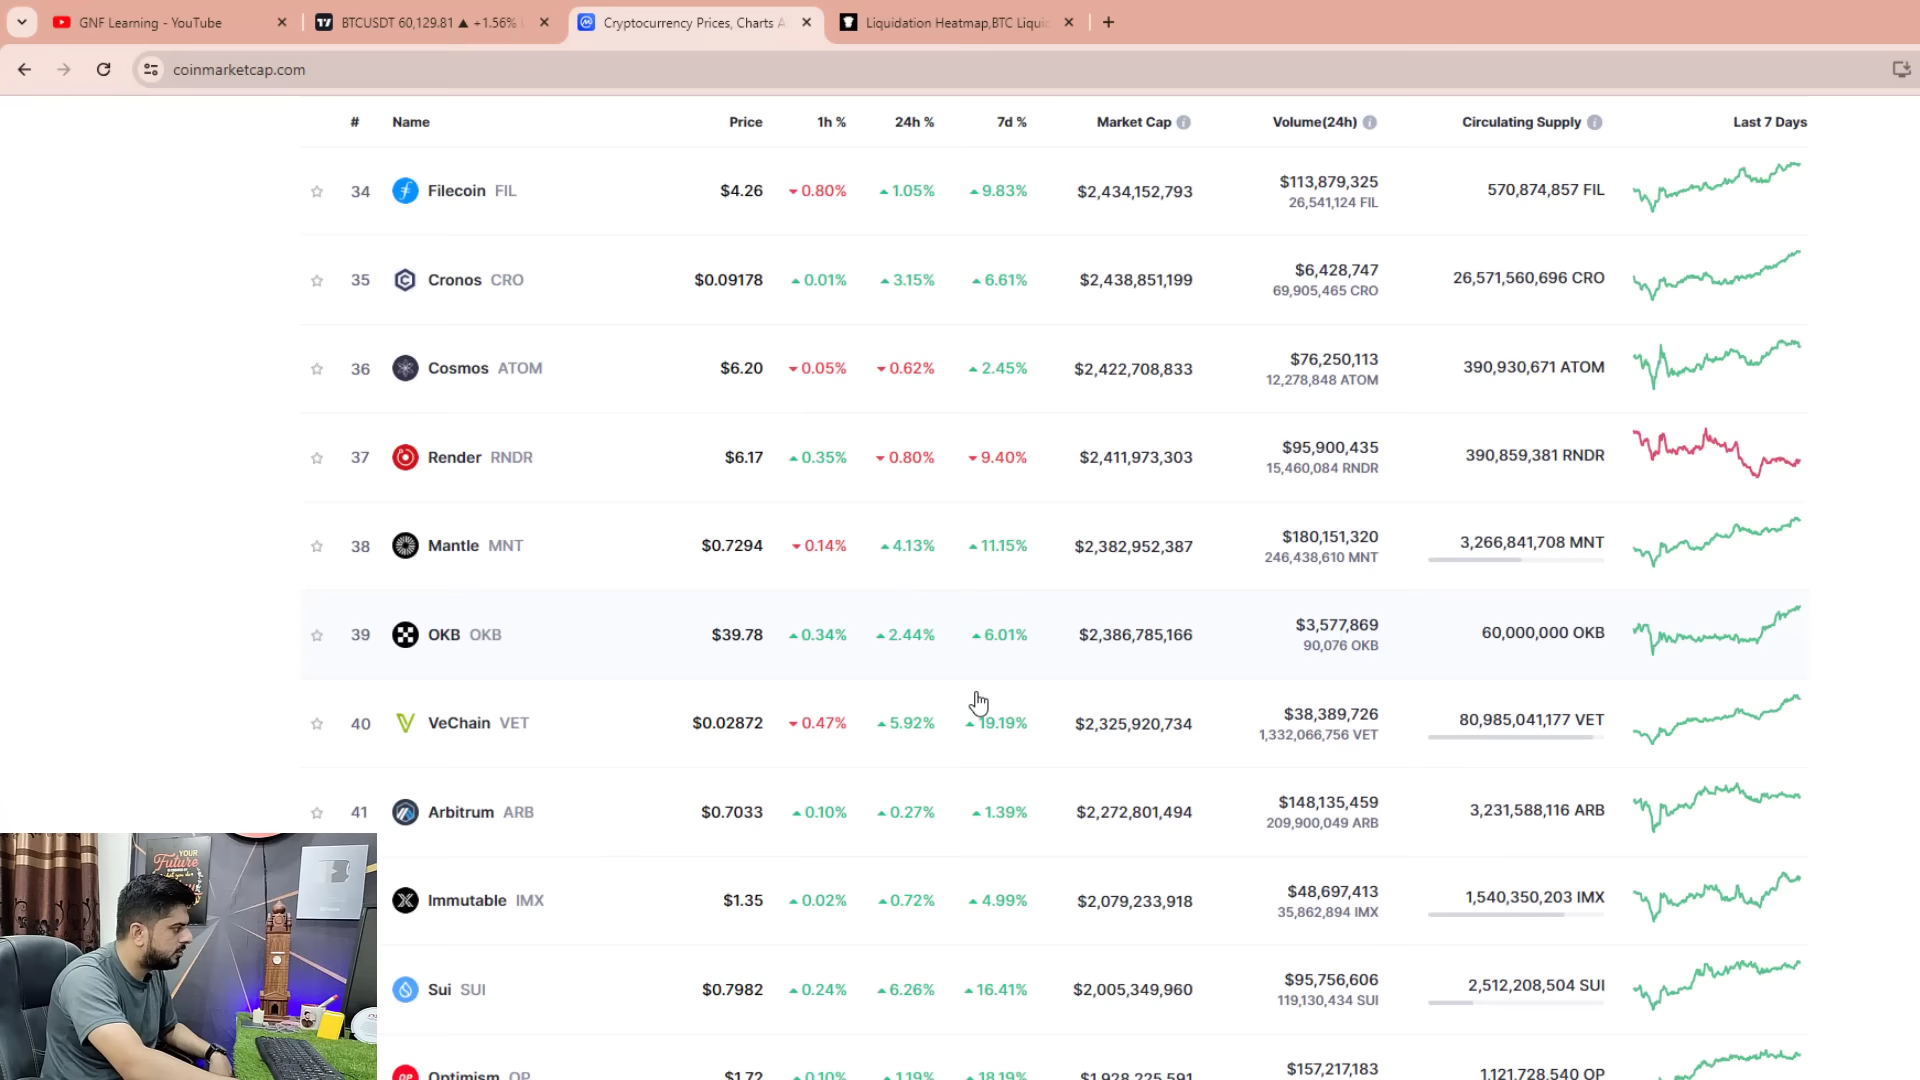 GNF Learning - YouTube
BTCUSDT 60,129.81 ▲ +1.56%
Cryptocurrency Prices, Charts A
Liquidation Heatmap,BTC Liqui
coinmarketcap.com
# Name Price 1h % 24h % 7d % Market Cap Volume(24h) Circulating Supply Last 7 Days
34 Filecoin FIL $4.26 0.80% 1.05% 9.83% $2,434,152,793 $113,879,325 570,874,857 FIL
26,541,124 FIL
35 Cronos CRO $0.09178 0.01% 3.15% 6.61% $2,438,851,199 $6,428,747 26,571,560,696 CRO
69,905,465 CRO
36 Cosmos ATOM $6.20 0.05% 0.62% 2.45% $2,422,708,833 $76,250,113 390,930,671 ATOM
12,278,848 ATOM
37 Render RNDR $6.17 0.35% 0.80% 9.40% $2,411,973,303 $95,900,435 390,859,381 RNDR
15,460,084 RNDR
38 Mantle MNT $0.7294 0.14% 4.13% 11.15% $2,382,952,387 $180,151,320 3,266,841,708 MNT
246,438,610 MNT
39 OKB OKB $39.78 0.34% 2.44% 6.01% $2,386,785,166 $3,577,869 60,000,000 OKB
90,076 OKB
40 VeChain VET $0.02872 0.47% 5.92% 19.19% $2,325,920,734 $38,389,726 80,985,041,177 VET
1,332,066,756 VET
41 Arbitrum ARB $0.7033 0.10% 0.27% 1.39% $2,272,801,494 $148,135,459 3,231,588,116 ARB
209,900,049 ARB
Immutable IMX $1.35 0.02% 0.72% 4.99% $2,079,233,918 $48,697,413 1,540,350,203 IMX
35,862,894 IMX
Sui SUI $0.7982 0.24% 6.26% 16.41% $2,005,349,960 $95,756,606 2,512,208,504 SUI
119,130,434 SUI
OP Optimism OP $1.72 0.10% 1.19% 18.19% $1,928,225,591 $157,217,183 1,121,728,540 OP
YOUR
Future